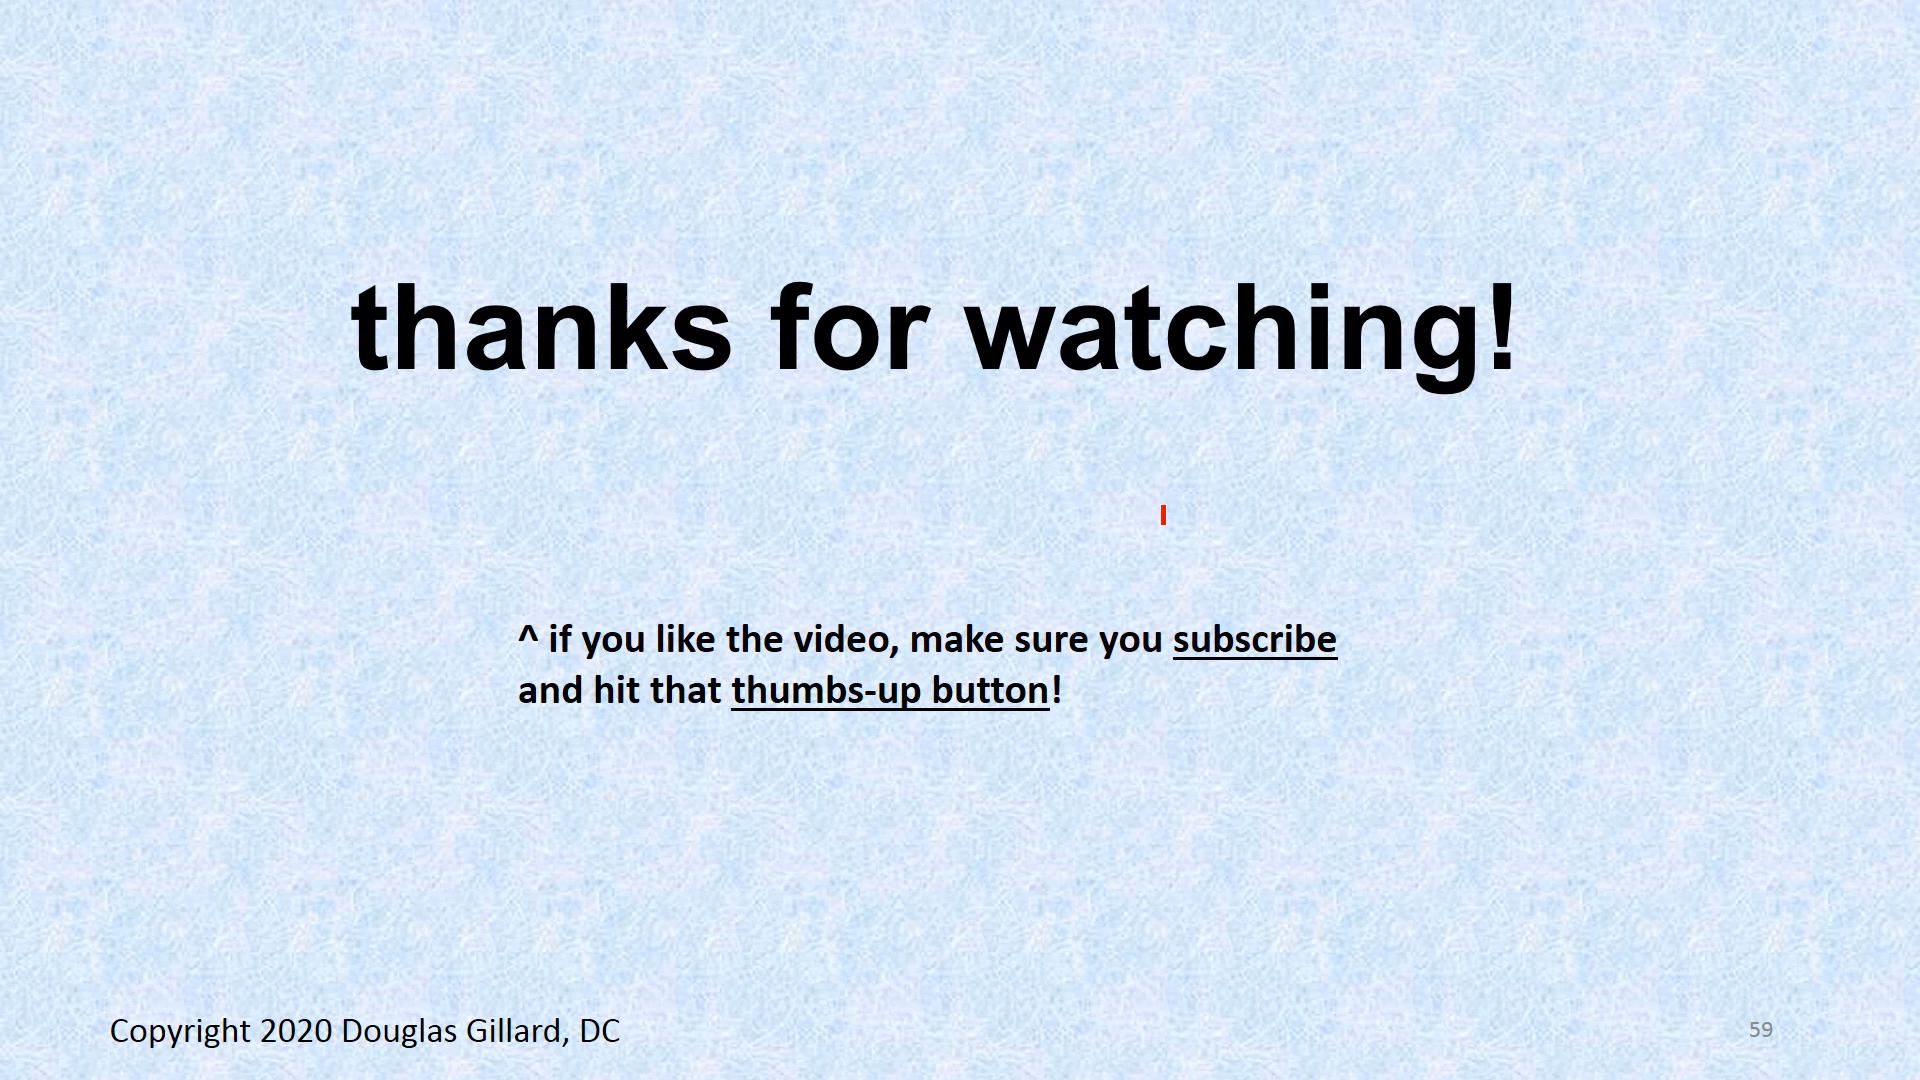 thanks for watching!
^ if you like the video, make sure you subscribe
and hit that thumbs-up button!
Copyright 2020 Douglas Gillard, DC
59